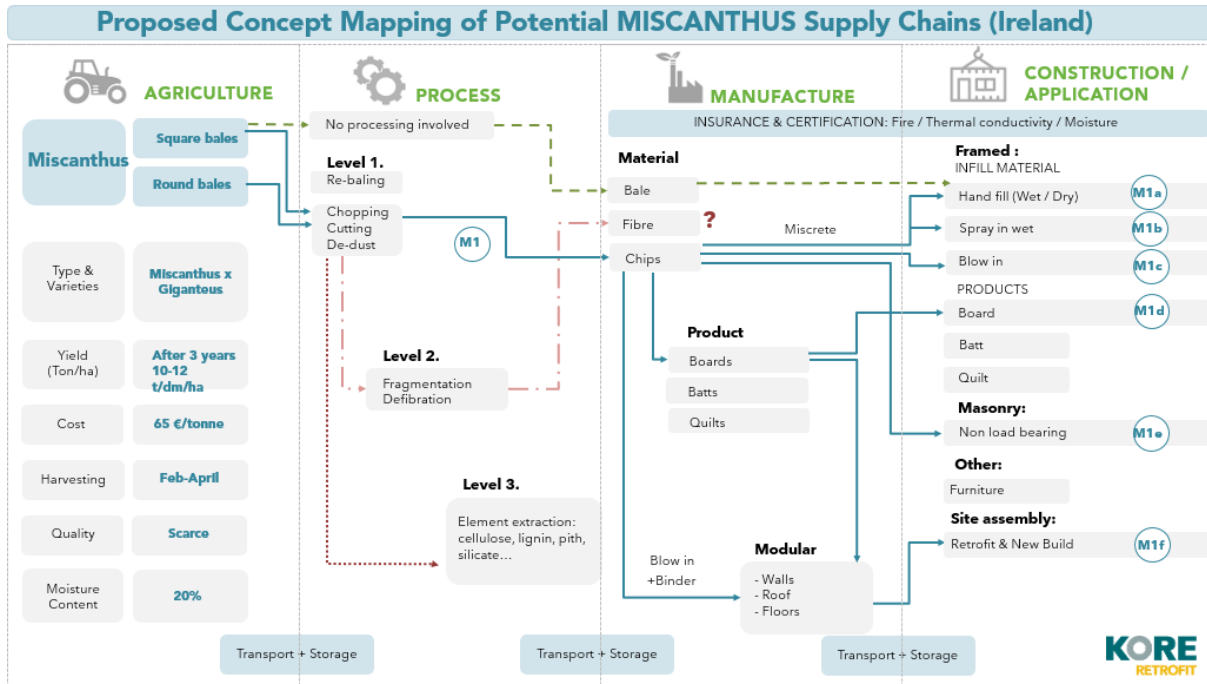 Proposed Concept Mapping of Potential MISCANTHUS Supply Chains (Ireland)
AGRICULTURE
PROCESS
MANUFACTURE
CONSTRUCTION /
APPLICATION
Miscanthus
Square bales
Round bales
Type &
Varieties
Miscanthus x
Giganteus
Yield
(Ton/ha)
After 3 years
10-12
t/dm/ha
Cost
65 €/tonne
Harvesting
Feb-April
Quality
Scarce
Moisture
Content
20%
No processing involved
Level 1.
Re-baling
Chopping
Cutting
De-dust
M1
Level 2.
Fragmentation
Defibration
Level 3.
Element extraction:
cellulose, lignin, pith,
silicate...
INSURANCE & CERTIFICATION: Fire / Thermal conductivity / Moisture
Material
Bale
Fibre
?
Chips
Miscrete
Product
Boards
Batts
Quilts
Blow in
+Binder
Modular
- Walls
- Roof
- Floors
Framed :
INFILL MATERIAL
Hand fill (Wet / Dry)
M1a
Spray in wet
M1b
Blow in
M1c
PRODUCTS
Board
M1d
Batt
Quilt
Masonry:
Non load bearing
M1e
Other:
Furniture
Site assembly:
Retrofit & New Build
M1f
Transport + Storage
Transport + Storage
Transport + Storage
KORE
RETROFIT